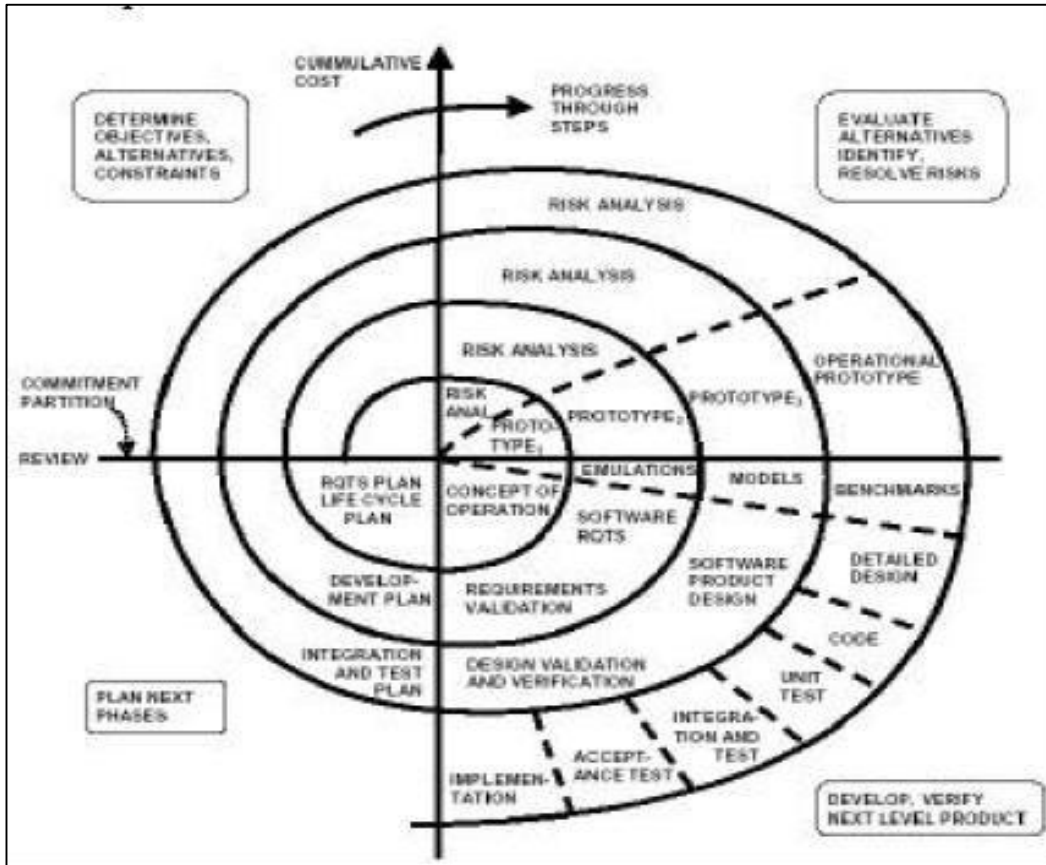 CUMMULATIVE
COST
PROGRESS
THROUGH
STEPS
DETERMINE
OBJECTIVES,
ALTERNATIVES,
CONSTRAINTS
EVALUATE
ALTERNATIVES
IDENTIFY,
RESOLVE RISKS
RISK ANALYSIS
RISK ANALYSIS
RISK ANALYSIS
RISK
ANAL
PROTO-
TYPE1
PROTOTYPE2
PROTOTYPE3
OPERATIONAL
PROTOTYPE
COMMITMENT
PARTITION
REVIEW
RQTS PLAN
LIFE CYCLE
PLAN
CONCEPT OF
OPERATION
EMULATIONS
MODELS
BENCHMARKS
SOFTWARE
RQTS
SOFTWARE
PRODUCT
DESIGN
DETAILED
DESIGN
DEVELOP-
MENT PLAN
REQUIREMENTS
VALIDATION
CODE
UNIT
TEST
INTEGRATION
AND TEST
PLAN
DESIGN VALIDATION
AND VERIFICATION
INTEGRA-
TION AND
TEST
ACCEPT-
ANCE TEST
IMPLEMEN-
TATION
PLAN NEXT
PHASES
DEVELOP, VERIFY
NEXT LEVEL PRODUCT